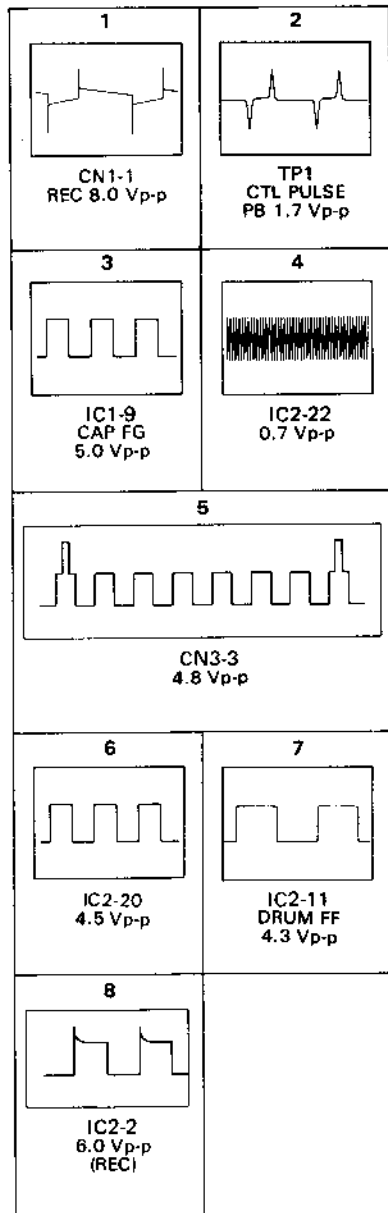 1
CN1-1
REC 8.0 Vp-p
2
TP1
CTL PULSE
PB 1.7 Vp-p
3
IC1-9
CAP FG
5.0 Vp-p
4
IC2-22
0.7 Vp-p
5
CN3-3
4.8 Vp-p
6
IC2-20
4.5 Vp-p
7
IC2-11
DRUM FF
4.3 Vp-p
8
IC2-2
6.0 Vp-p
(REC)